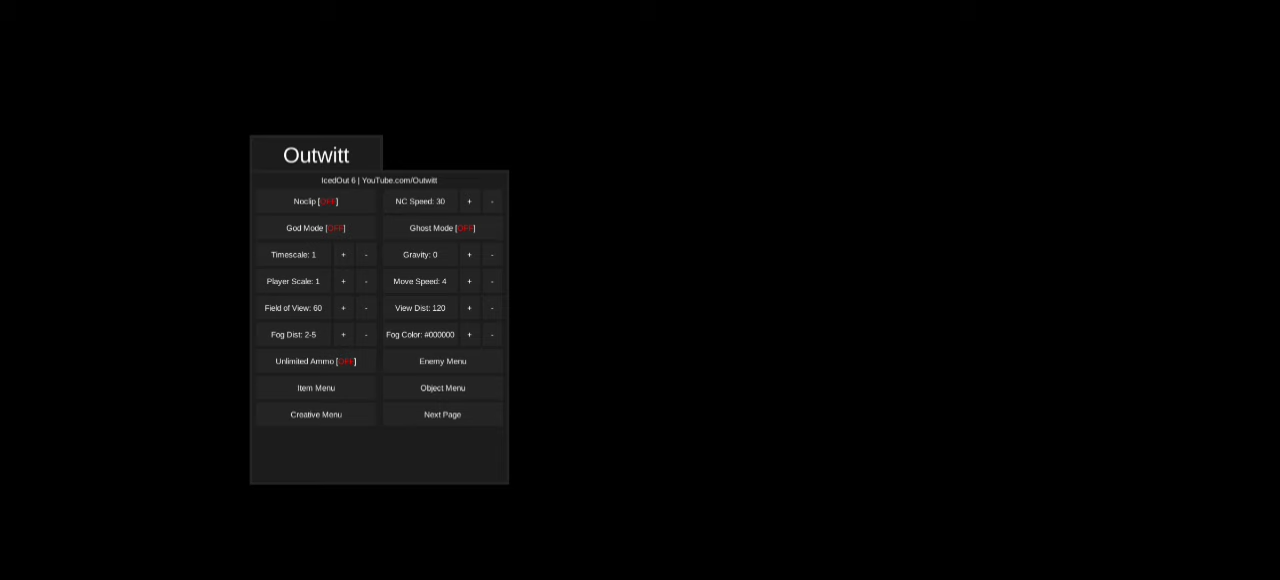 Outwitt
IcedOut 6 | YouTube.com/Outwitt
Noclip [OFF] NC Speed: 30 + -
God Mode [OFF] Ghost Mode [OFF]
Timescale: 1 + - Gravity: 0 + -
Player Scale: 1 + - Move Speed: 4 + -
Field of View: 60 + - View Dist: 120 + -
Fog Dist: 2-5 + - Fog Color: #000000 + -
Unlimited Ammo [OFF] Enemy Menu
Item Menu Object Menu
Creative Menu Next Page